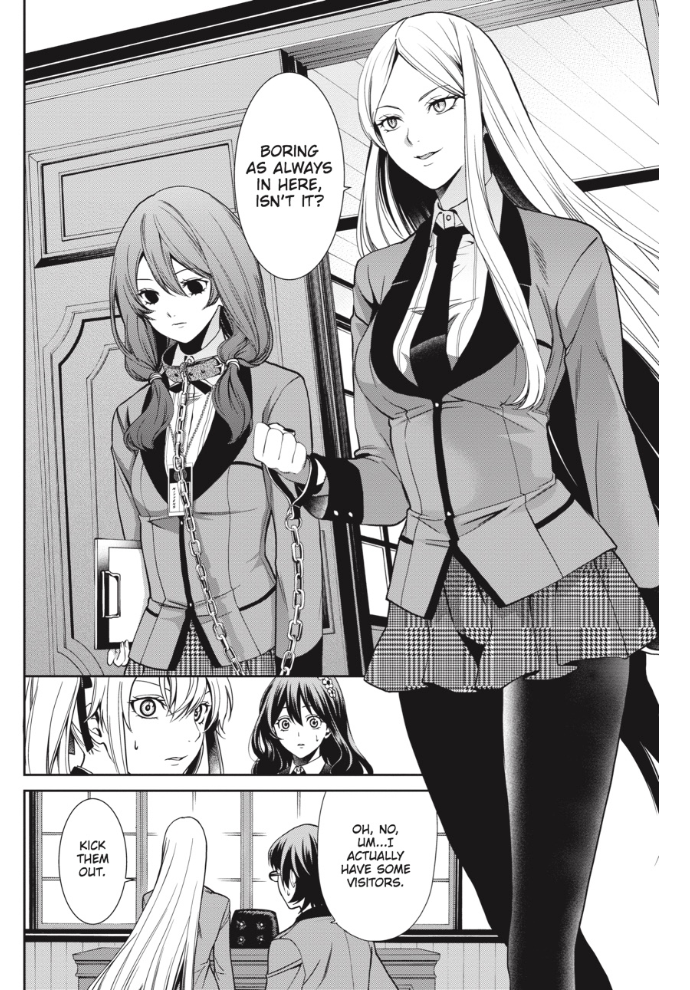 BORING
AS ALWAYS
IN HERE,
ISN'T IT?
OH, NO,
UM...I
ACTUALLY
HAVE SOME
VISITORS.
KICK
THEM
OUT.